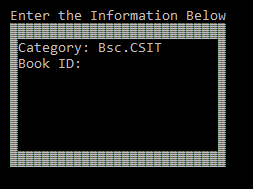 Enter the Information Below
Category: Bsc.CSIT
Book ID: